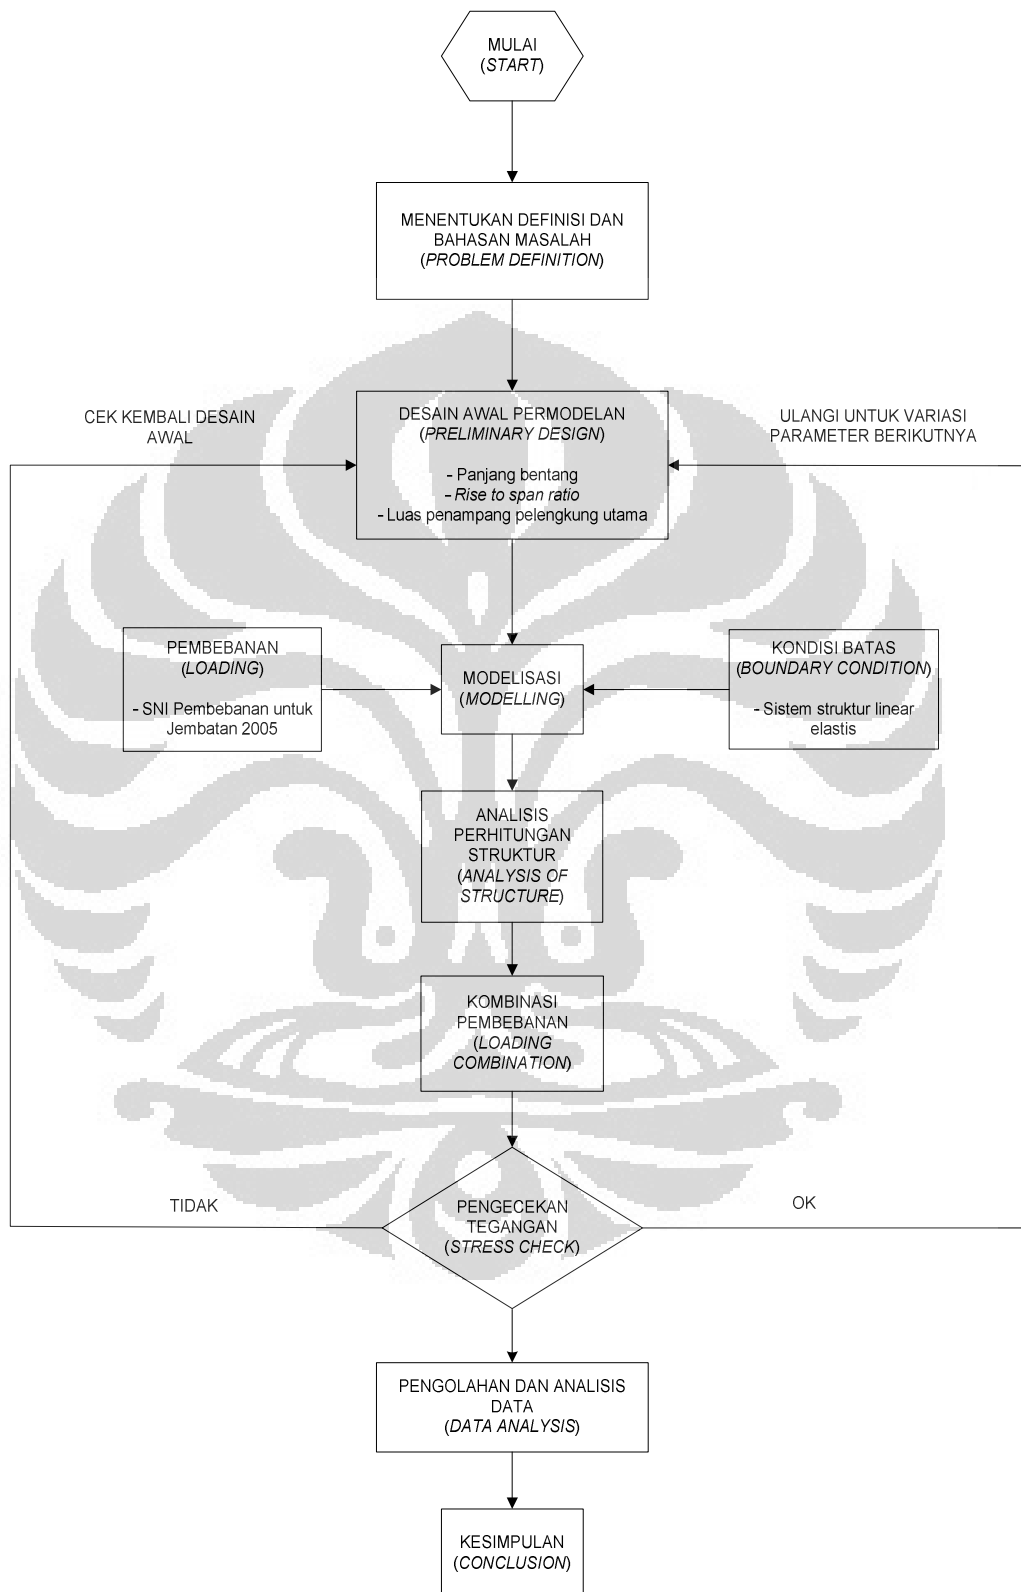 MULAI
(START)
MENENTUKAN DEFINISI DAN
BAHASAN MASALAH
(PROBLEM DEFINITION)
CEK KEMBALI DESAIN
AWAL
DESAIN AWAL PERMODELAN
(PRELIMINARY DESIGN)
- Panjang bentang
- Rise to span ratio
- Luas penampang pelengkung utama
ULANGI UNTUK VARIASI
PARAMETER BERIKUTNYA
PEMBEBANAN
(LOADING)
- SNI Pembebanan untuk
Jembatan 2005
MODELISASI
(MODELLING)
KONDISI BATAS
(BOUNDARY CONDITION)
- Sistem struktur linear
elastis
ANALISIS
PERHITUNGAN
STRUKTUR
(ANALYSIS OF
STRUCTURE)
KOMBINASI
PEMBEBANAN
(LOADING
COMBINATION)
TIDAK
PENGECEKAN
TEGANGAN
(STRESS CHECK)
OK
PENGOLAHAN DAN ANALISIS
DATA
(DATA ANALYSIS)
KESIMPULAN
(CONCLUSION)